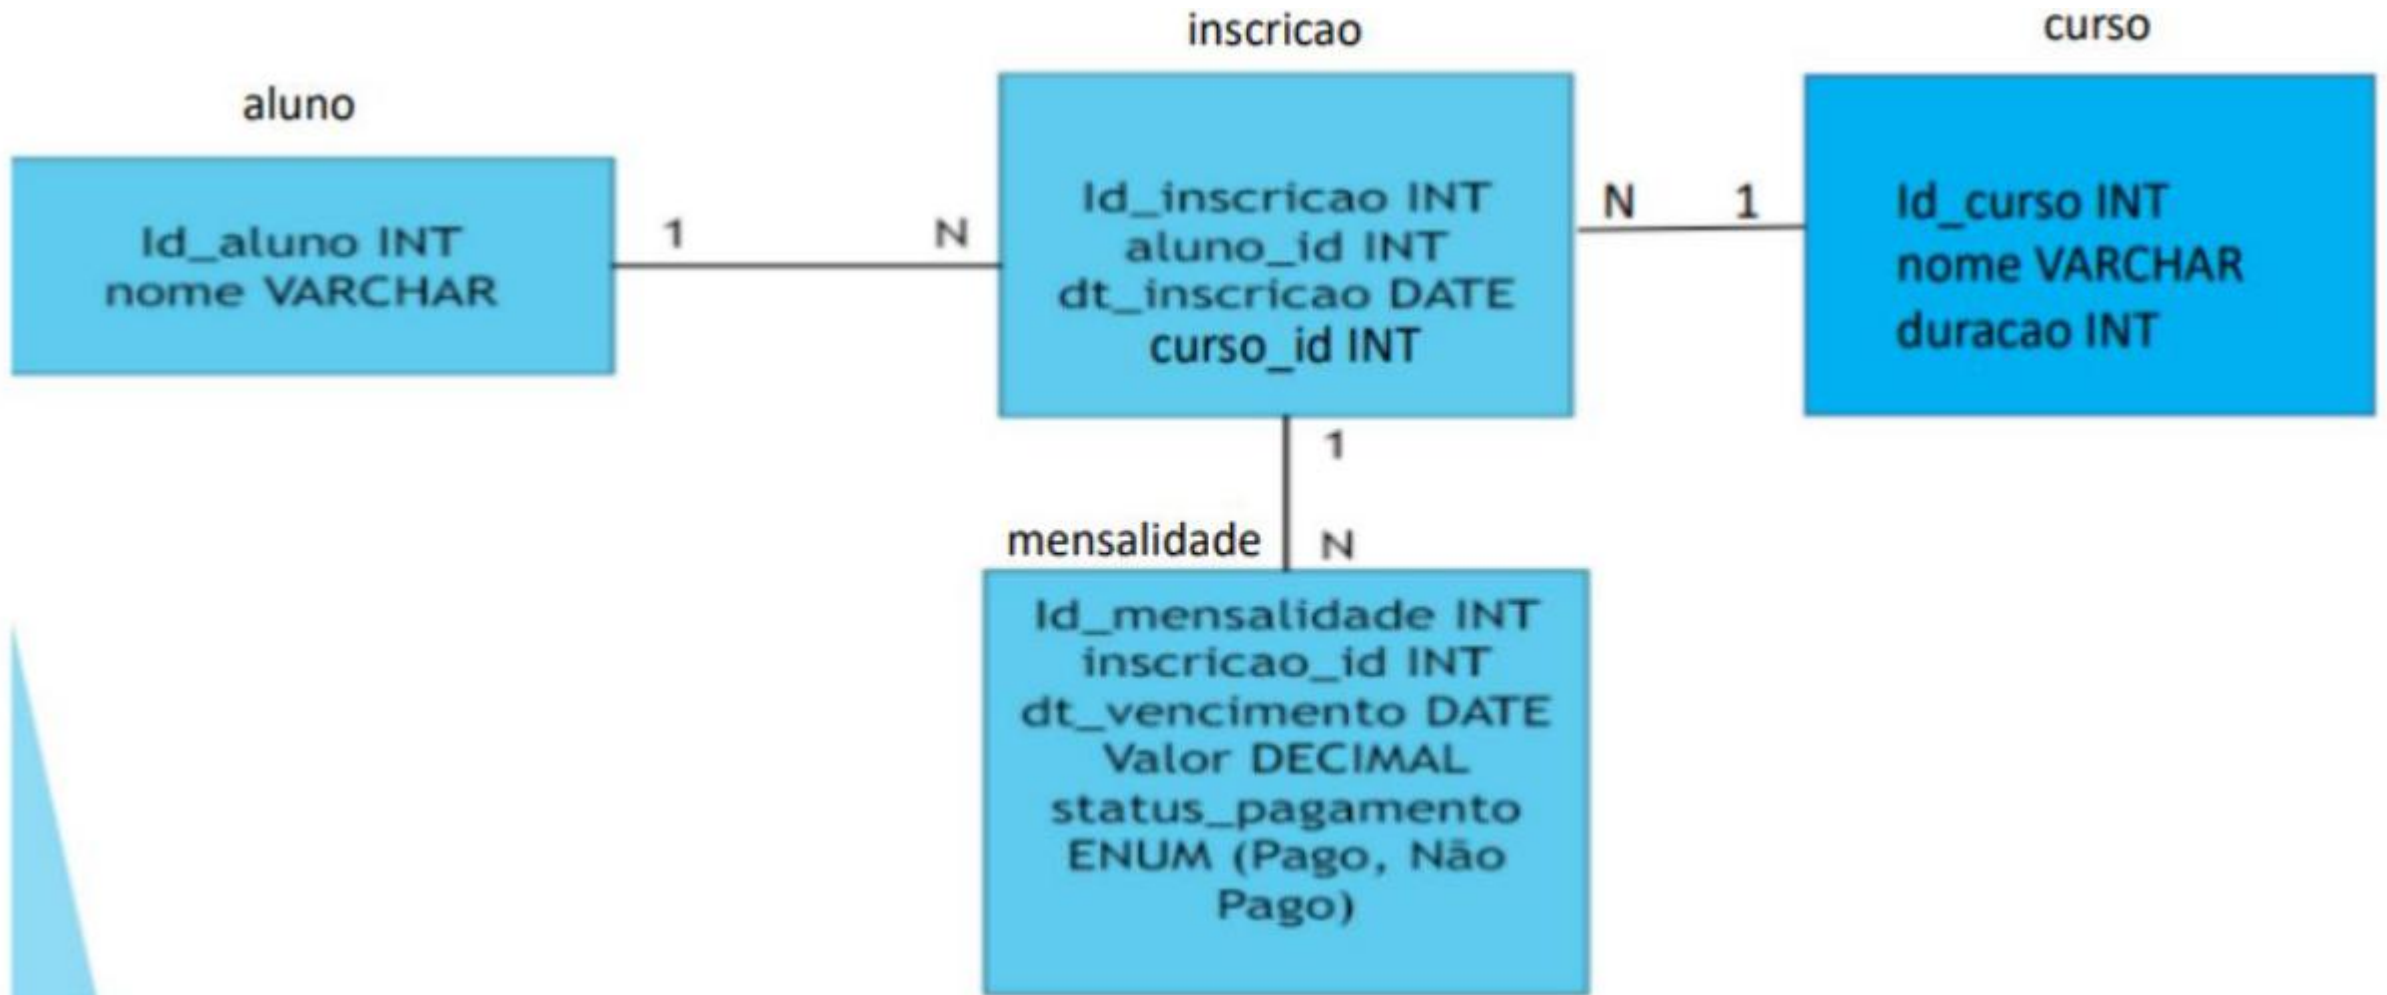 aluno
Id_aluno INT
nome VARCHAR
1 N
inscricao
Id_inscricao INT
aluno_id INT
dt_inscricao DATE
curso_id INT
N 1
curso
Id_curso INT
nome VARCHAR
duracao INT
1
N
mensalidade
Id_mensalidade INT
inscricao_id INT
dt_vencimento DATE
Valor DECIMAL
status_pagamento
ENUM (Pago, Não
Pago)